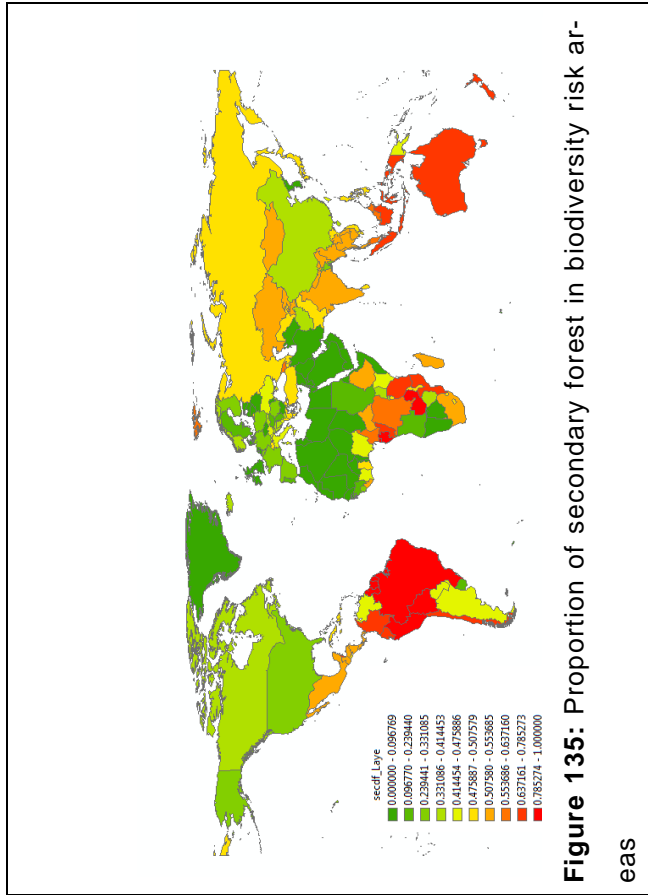 secdf_Laye
0.000000 - 0.096769
0.096770 - 0.239440
0.239441 - 0.331085
0.331086 - 0.414453
0.414454 - 0.475886
0.475887 - 0.507579
0.507580 - 0.553685
0.553686 - 0.637160
0.637161 - 0.785273
0.785274 - 1.000000
Figure 135: Proportion of secondary forest in biodiversity risk ar-
eas